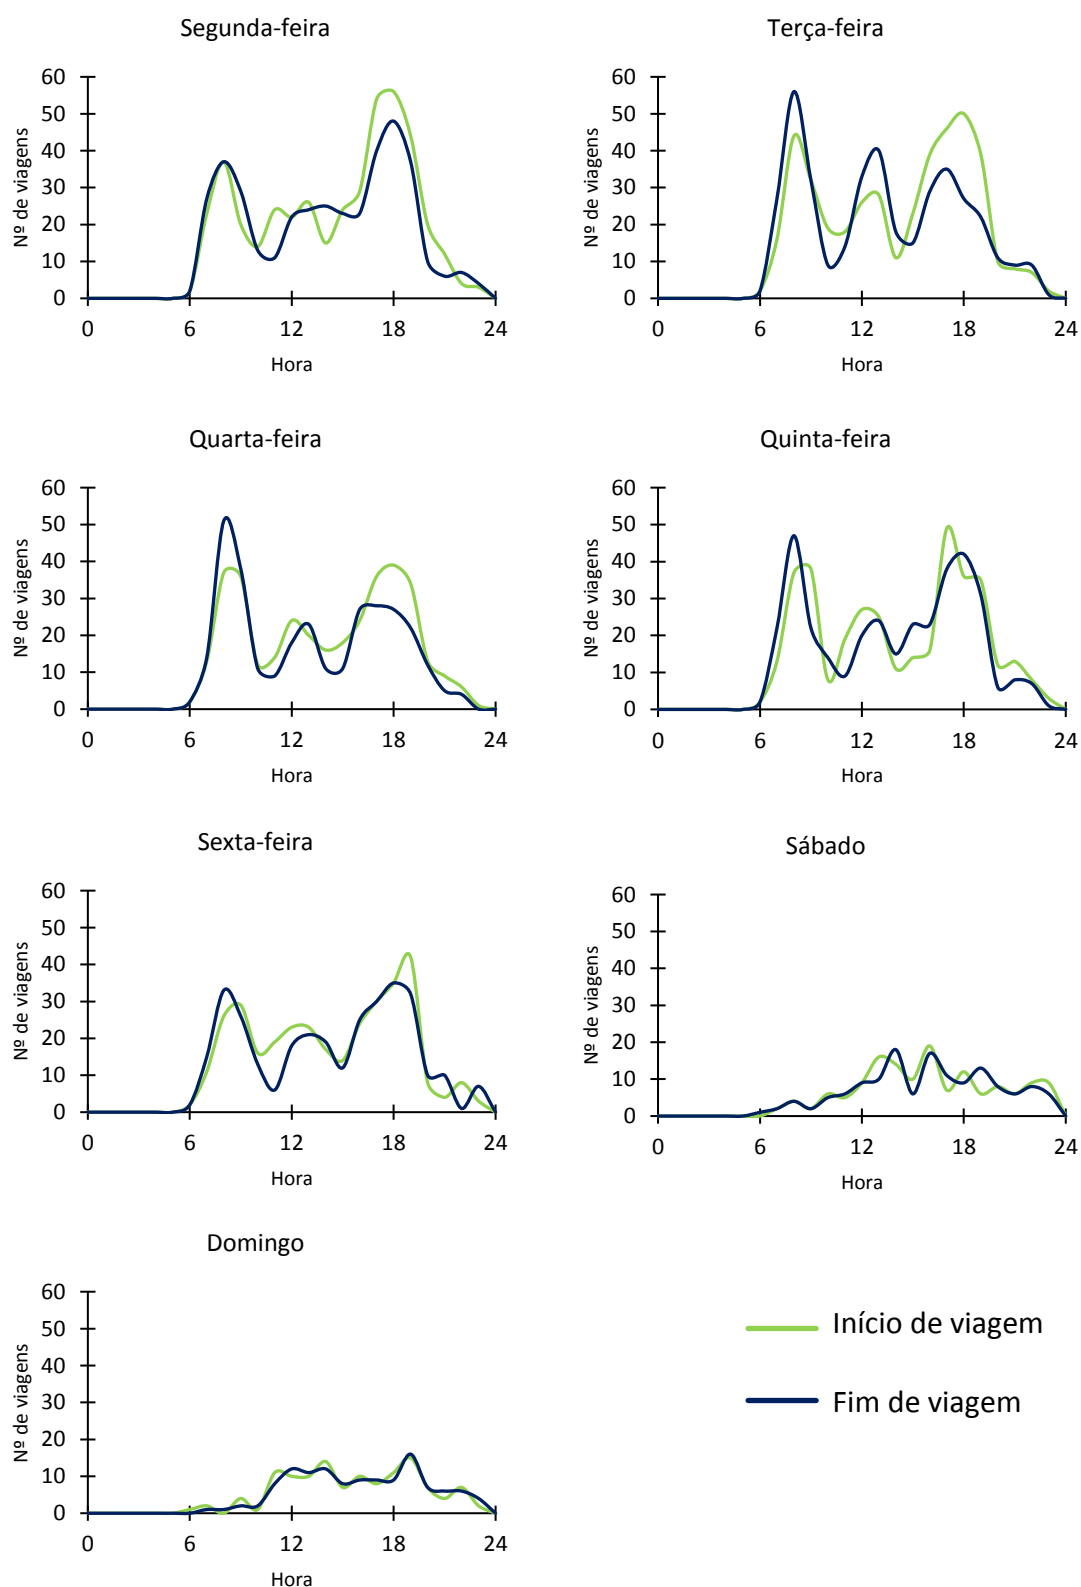 Segunda-feira
60
50
40
30
20
10
0
Nº de viagens
0 6 12 18 24
Hora
Terça-feira
60
50
40
30
20
10
0
Nº de viagens
0 6 12 18 24
Hora
Quarta-feira
60
50
40
30
20
10
0
Nº de viagens
0 6 12 18 24
Hora
Quinta-feira
60
50
40
30
20
10
0
Nº de viagens
0 6 12 18 24
Hora
Sexta-feira
60
50
40
30
20
10
0
Nº de viagens
0 6 12 18 24
Hora
Sábado
60
50
40
30
20
10
0
Nº de viagens
0 6 12 18 24
Hora
Domingo
60
50
40
30
20
10
0
Nº de viagens
0 6 12 18 24
Hora
Início de viagem
Fim de viagem